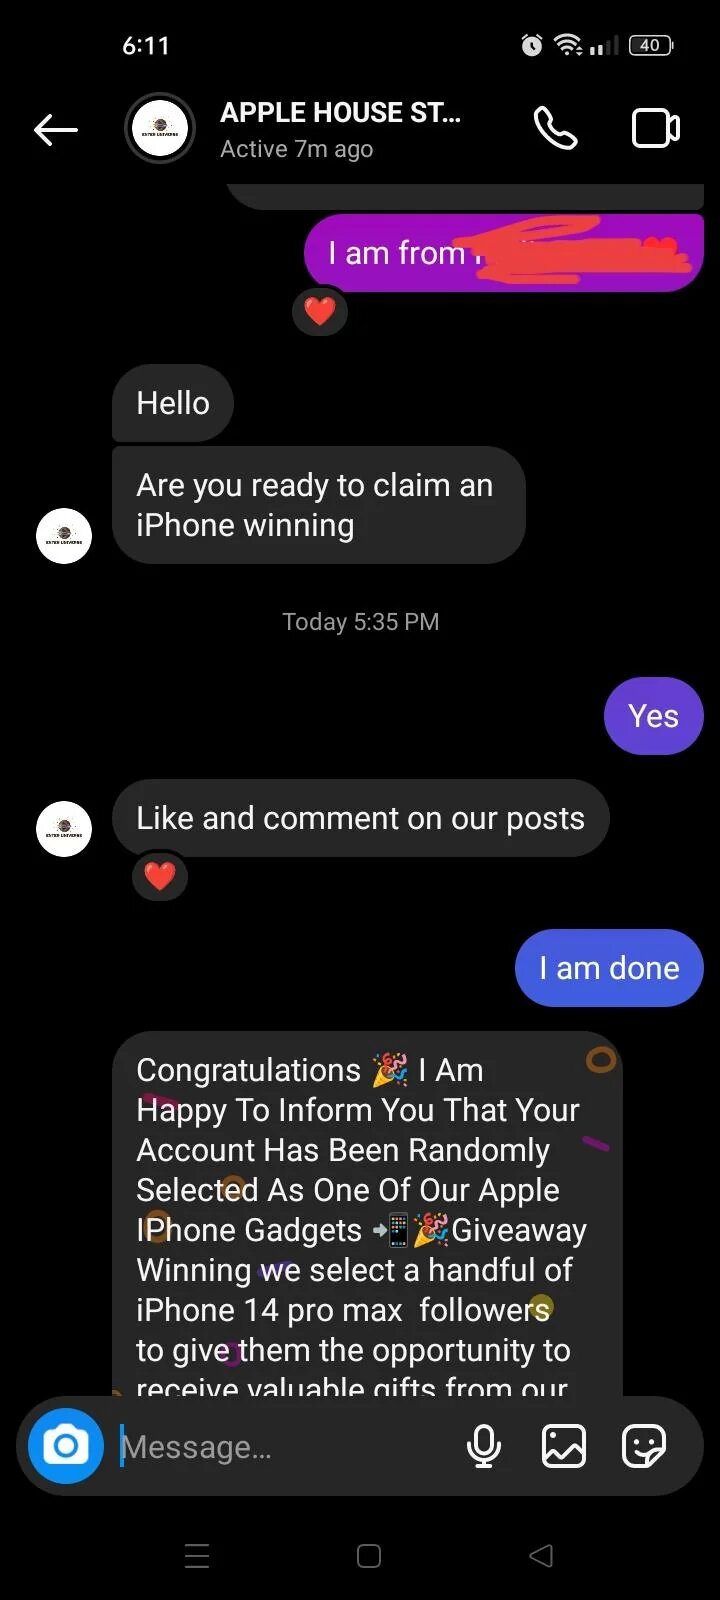 6:11
40
APPLE HOUSE ST...
Active 7m ago
I am from
Hello
Are you ready to claim an
iPhone winning
Today 5:35 PM
Yes
Like and comment on our posts
I am done
Congratulations 🎉 I Am
Happy To Inform You That Your
Account Has Been Randomly
Selected As One Of Our Apple
IPhone Gadgets 📲🎉Giveaway
Winning we select a handful of
iPhone 14 pro max followers
to give them the opportunity to
receive valuable gifts from our
Message...